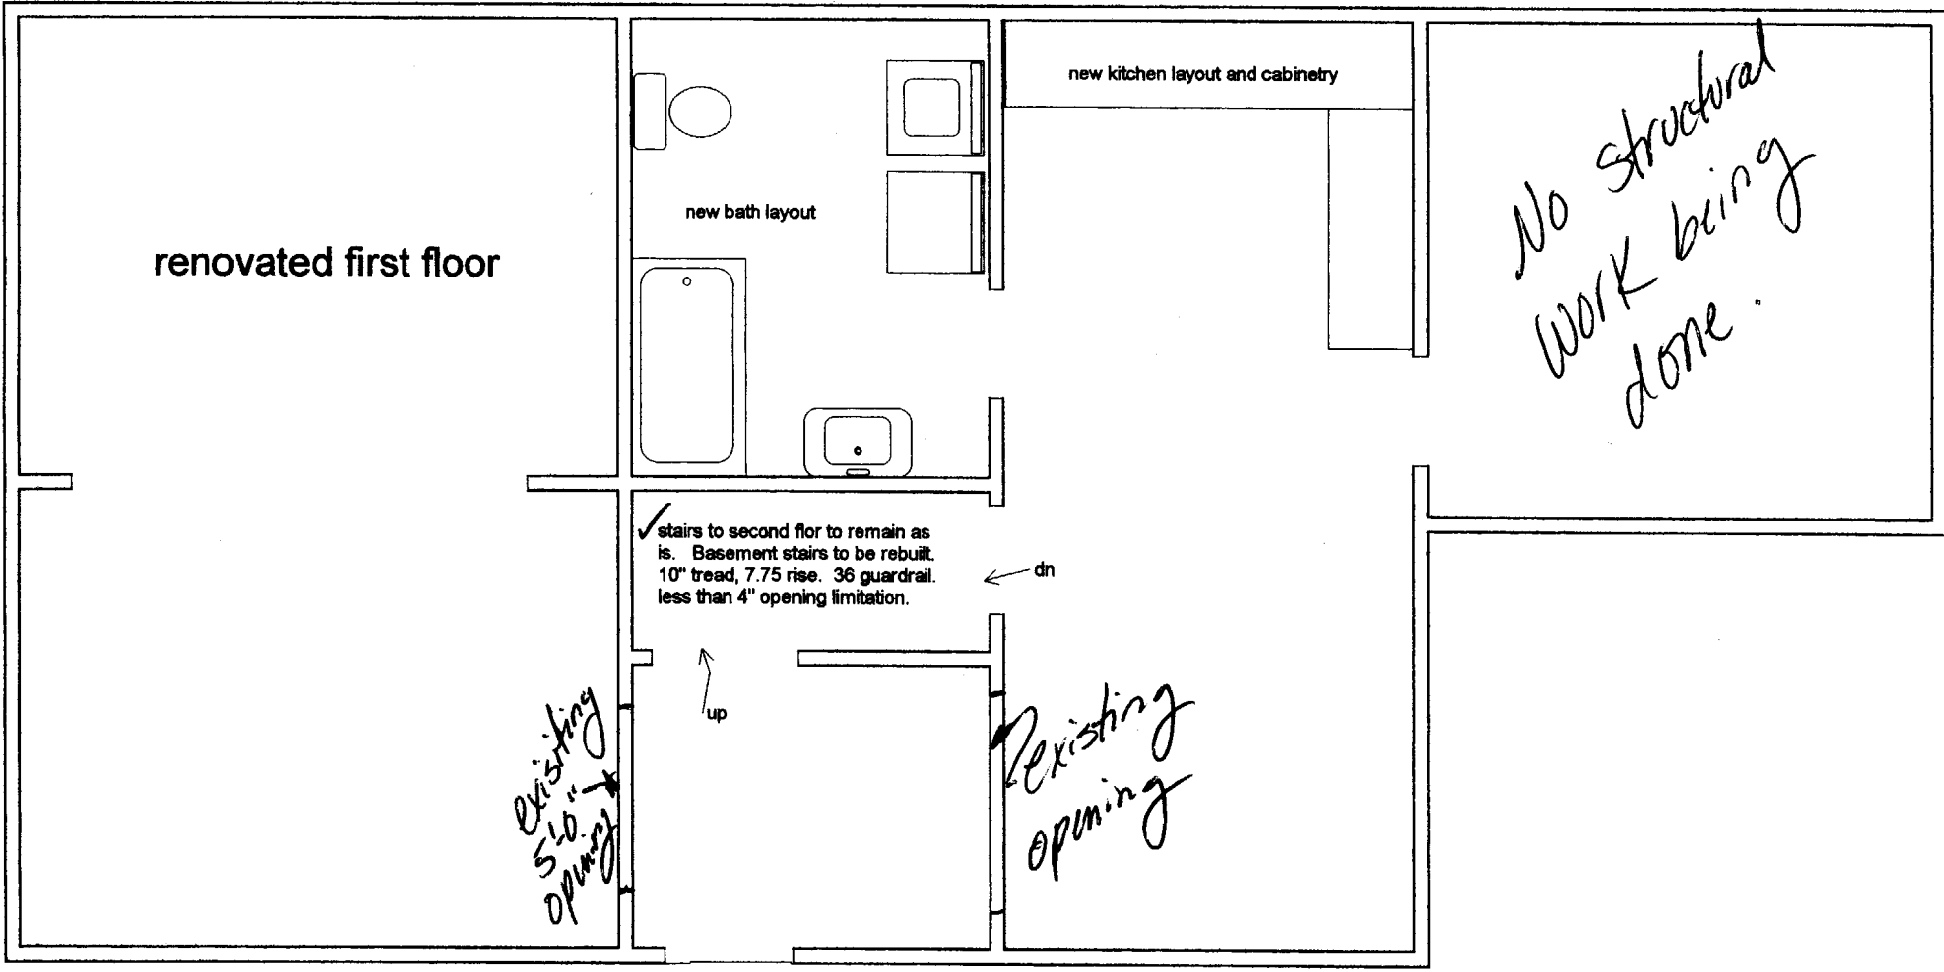 new kitchen layout and cabinetry
No structural
work being
done.
new bath layout
renovated first floor
✓ stairs to second flor to remain as
is. Basement stairs to be rebuilt.
10" tread, 7.75 rise. 36 guardrail.
less than 4" opening limitation.
dn
up
exisiting
5'-0"
opening
existing
opening